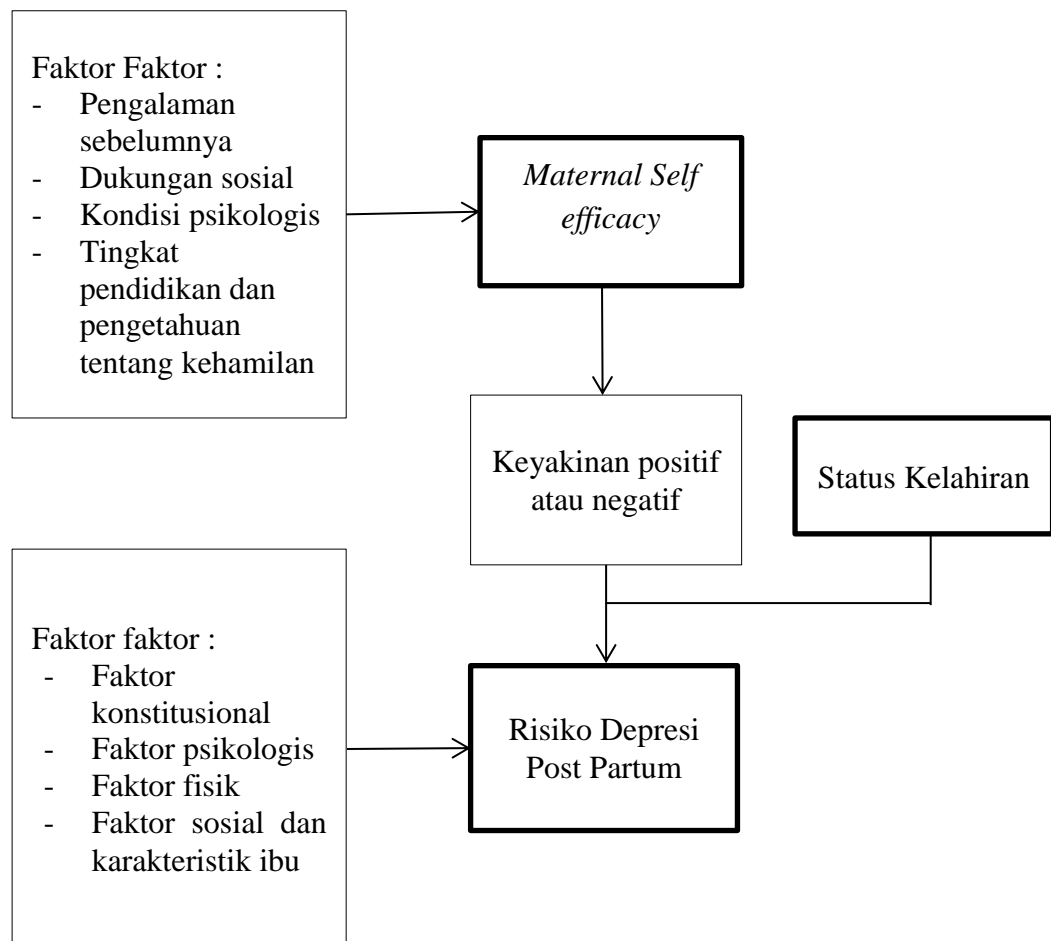 Faktor Faktor :
- Pengalaman
sebelumnya
- Dukungan sosial
- Kondisi psikologis
- Tingkat
pendidikan dan
pengetahuan
tentang kehamilan
Maternal Self
efficacy
Keyakinan positif
atau negatif
Status Kelahiran
Faktor faktor :
- Faktor
konstitusional
- Faktor psikologis
- Faktor fisik
- Faktor sosial dan
karakteristik ibu
Risiko Depresi
Post Partum